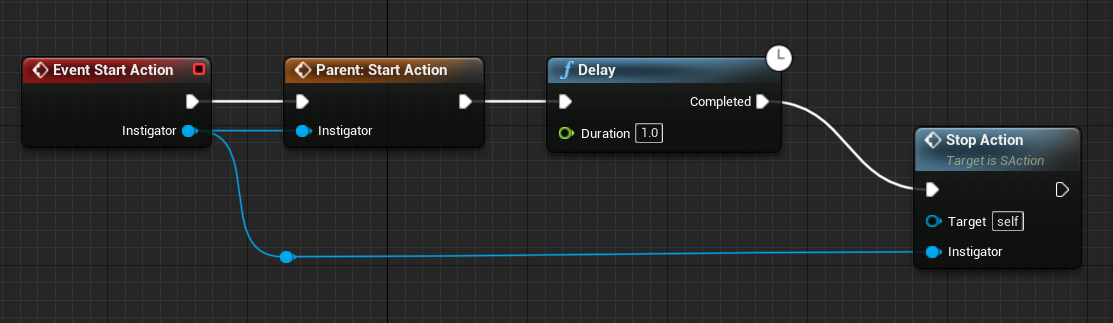 Event Start Action
Instigator
Parent: Start Action
Instigator
Delay
Completed
Duration 1.0
Stop Action
Target is SAction
Target self
Instigator